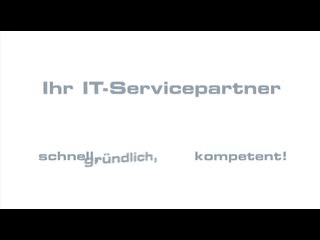 Ihr IT-Servicepartner
schnell, gründlich, kompetent!